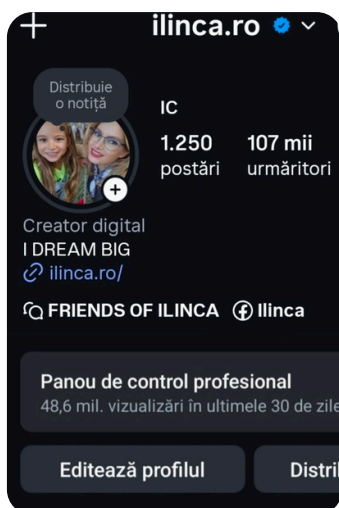 ilinca.ro
Distribuie
o notiță
IC
1.250 107 mii
postări urmăritori
Creator digital
I DREAM BIG
ilinca.ro/
FRIENDS OF ILINCA Ilinca
Panou de control profesional
48,6 mil. vizualizări în ultimele 30 de zile
Editează profilul Distri